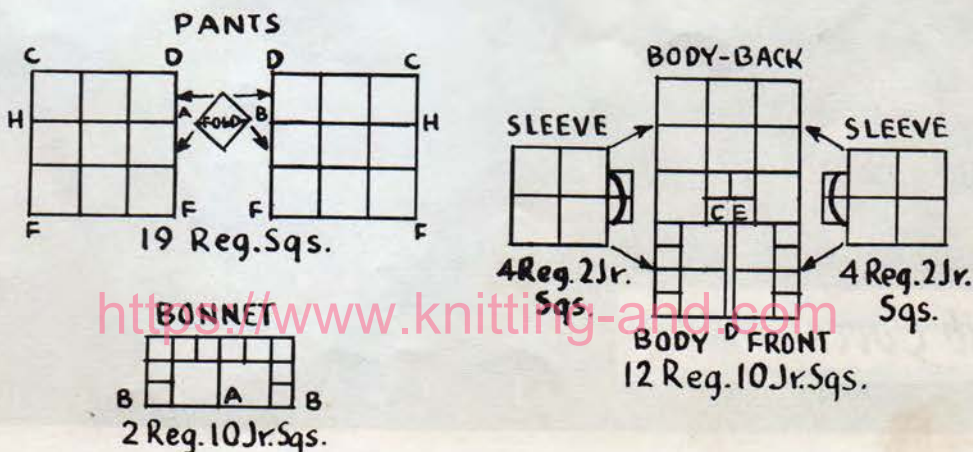 PANTS
C D D C
H A FOLD B H
F F F F
19 Reg. Sqs.
BONNET
B A B
2 Reg. 10 Jr. Sqs.
BODY-BACK
SLEEVE SLEEVE
C E
4 Reg. 2 Jr.
Sqs.
4 Reg. 2 Jr.
Sqs.
BODY D FRONT
12 Reg. 10 Jr. Sqs.
https://www.knitting-and.com